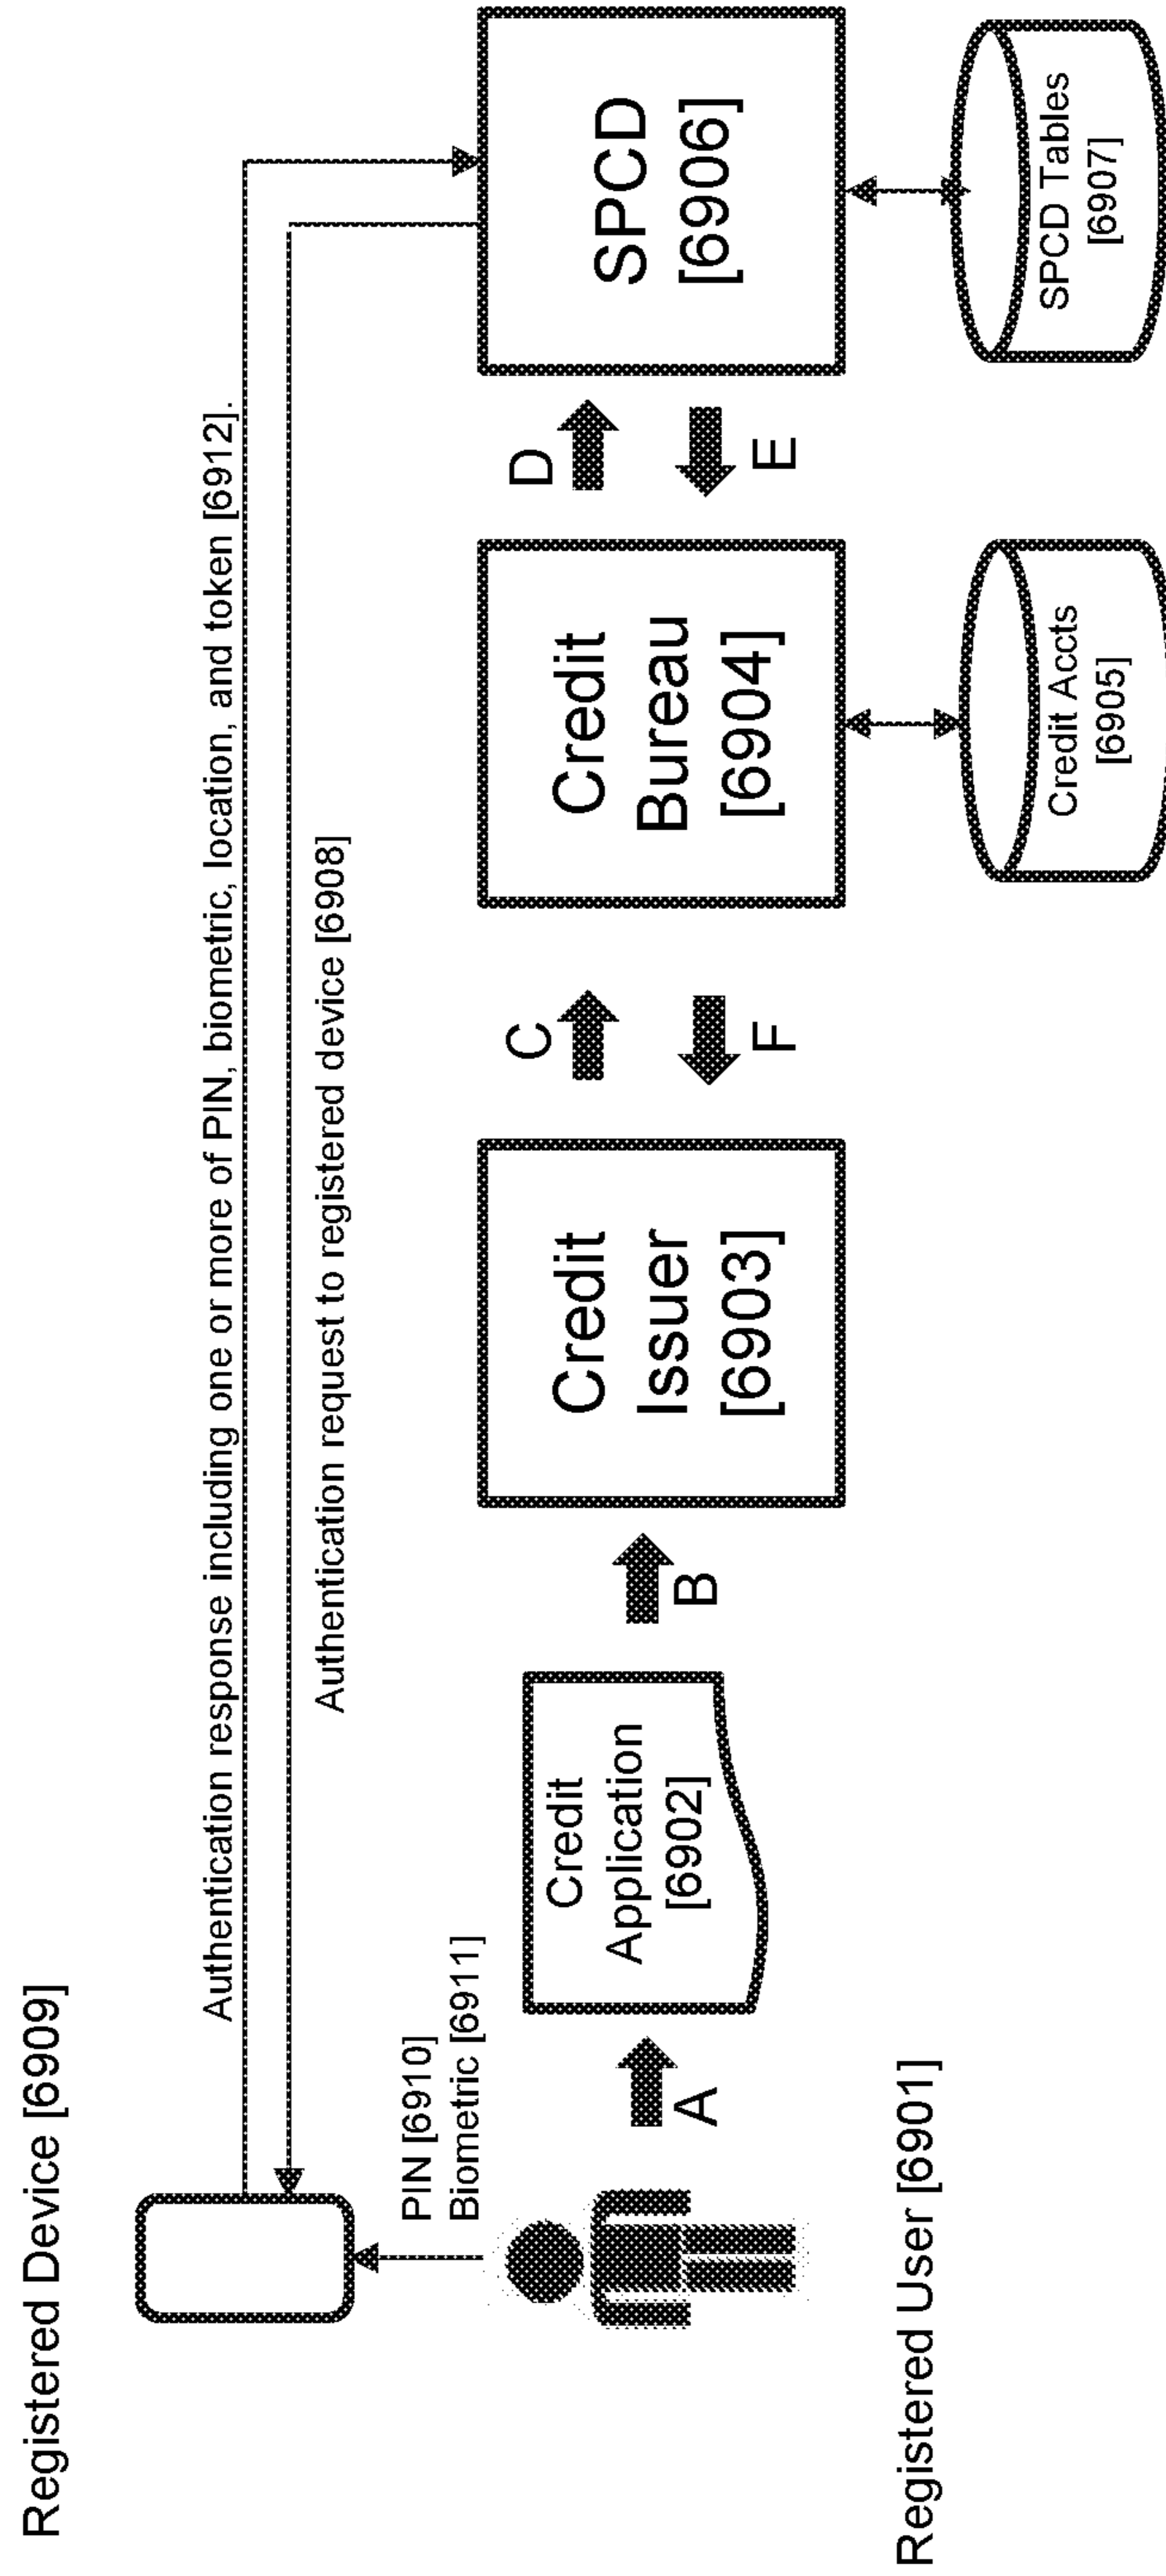 Registered Device [6909]
Authentication response including one or more of PIN, biometric, location, and token [6912].
Authentication request to registered device [6908]
PIN [6910]
Biometric [6911]
A
Credit
Application
[6902]
B
Credit
Issuer
[6903]
C
F
Credit
Bureau
[6904]
D
E
SPCD
[6906]
Registered User [6901]
Credit Accts
[6905]
SPCD Tables
[6907]